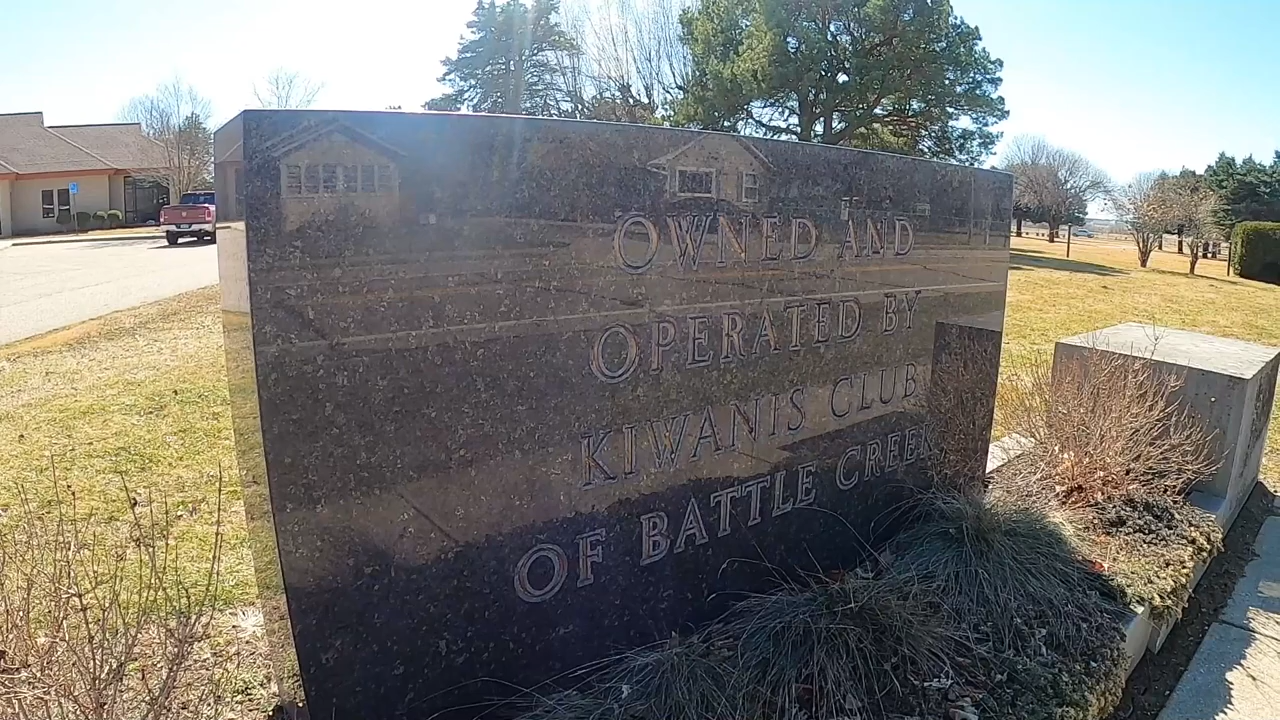 OWNED AND
OPERATED BY
KIWANIS CLUB
OF BATTLE CREEK